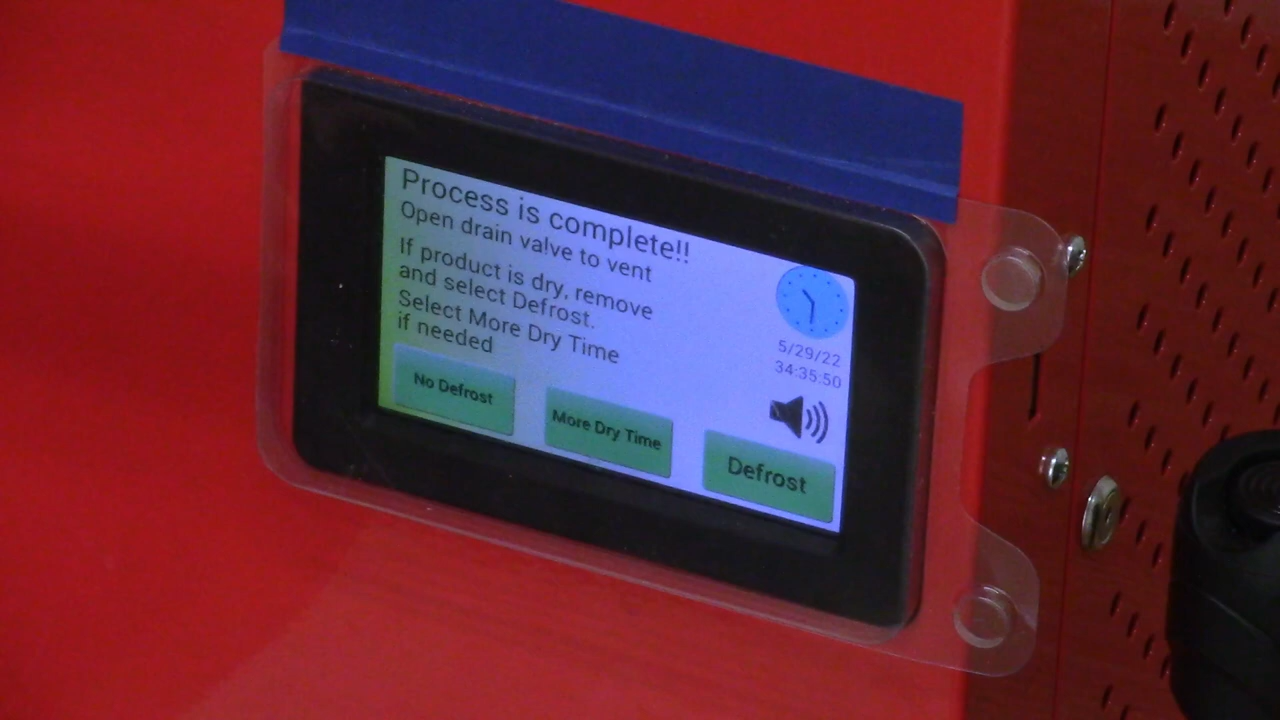 Process is complete!!
Open drain valve to vent
If product is dry, remove
and select Defrost.
Select More Dry Time
if needed
5/29/22
34:35:50
No Defrost
More Dry Time
Defrost